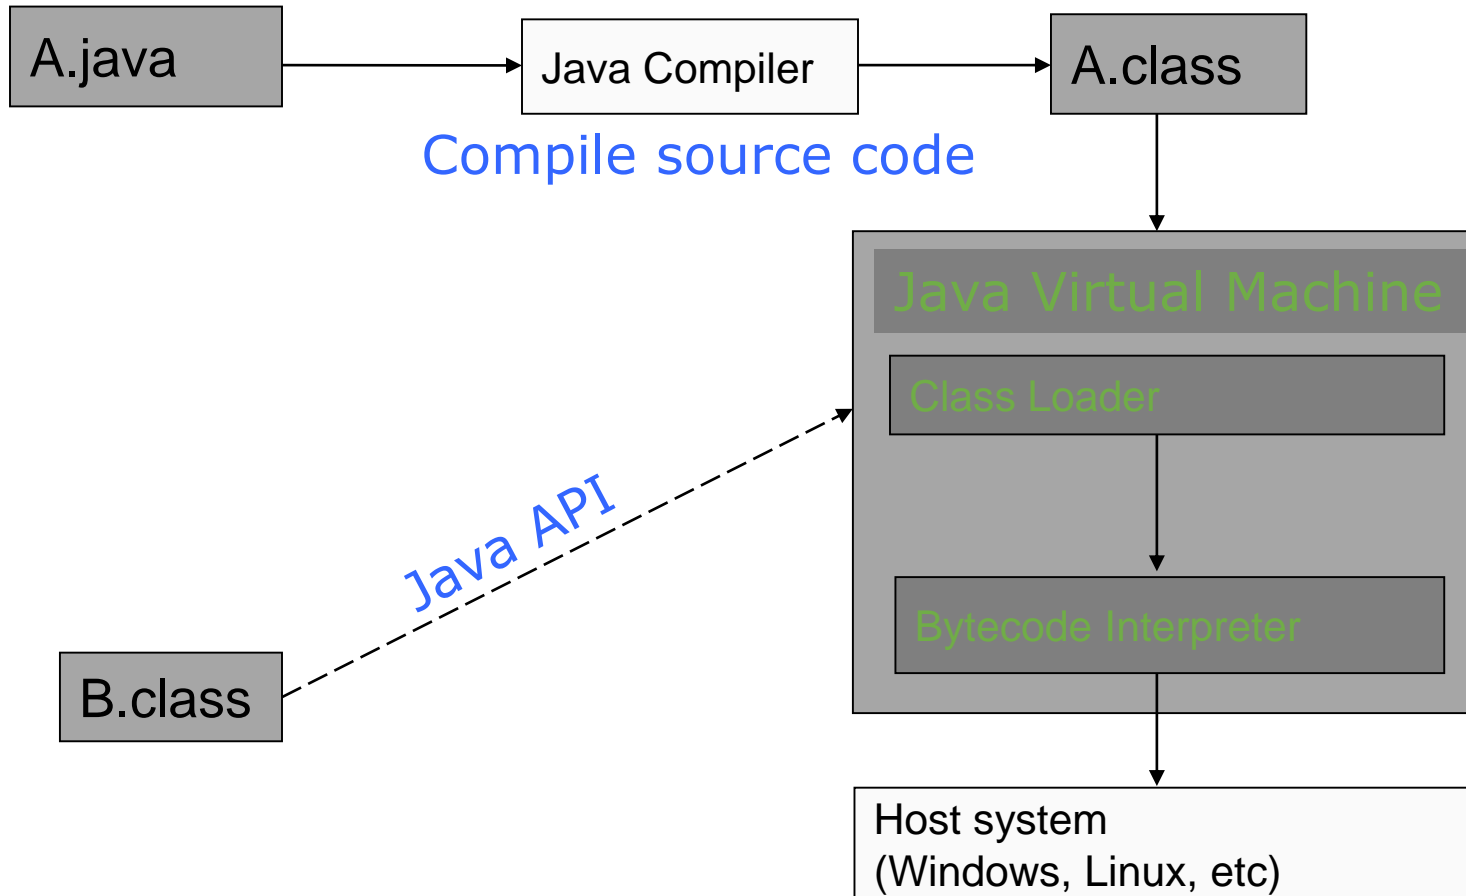 A.java
Java Compiler
A.class
Compile source code
Java Virtual Machine
Class Loader
Java API
Bytecode Interpreter
B.class
Host system
(Windows, Linux, etc)